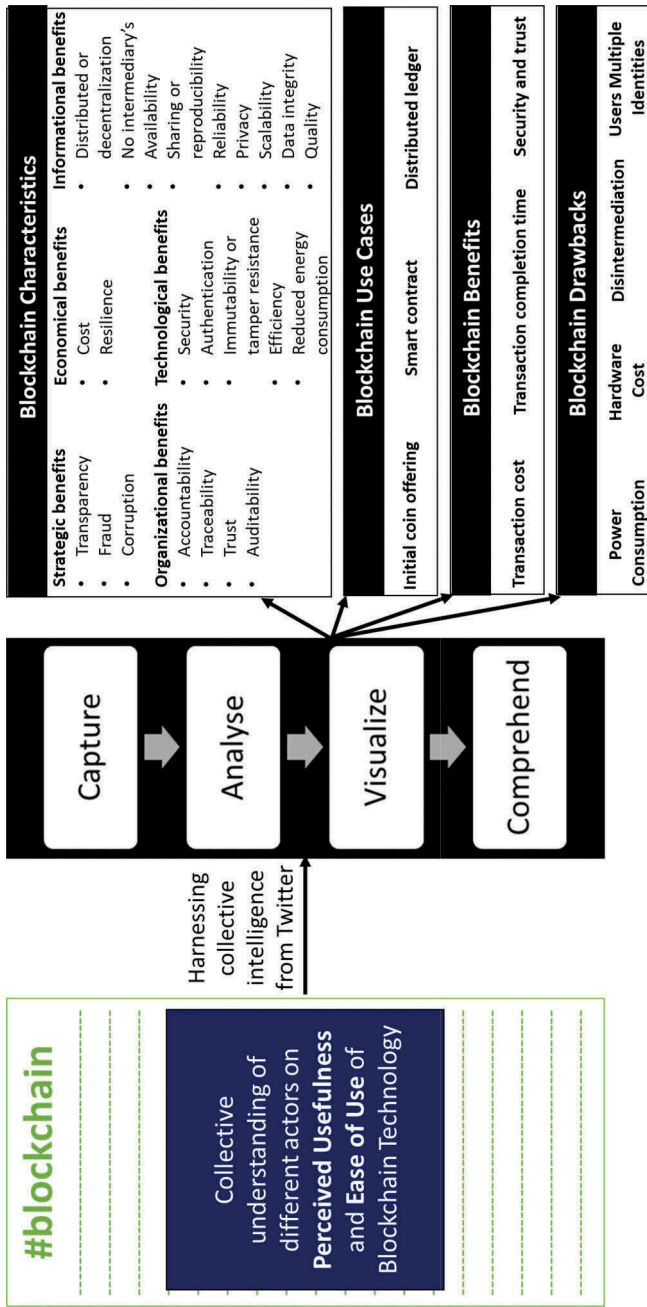 #blockchain
Collective
understanding of
different actors on
Perceived Usefulness
and Ease of Use of
Blockchain Technology
Harnessing
collective
intelligence
from Twitter
Capture
Analyse
Visualize
Comprehend
Blockchain Characteristics
Strategic benefits
• Transparency
• Fraud
• Corruption
Economical benefits
• Cost
• Resilience
Informational benefits
• Distributed or
decentralization
• No intermediary's
• Availability
• Sharing or
reproducibility
• Reliability
• Privacy
• Scalability
• Data integrity
• Quality
Organizational benefits
• Accountability
• Traceability
• Trust
• Auditability
Technological benefits
• Security
• Authentication
• Immutability or
tamper resistance
• Efficiency
• Reduced energy
consumption
Blockchain Use Cases
Initial coin offering
Smart contract
Distributed ledger
Blockchain Benefits
Transaction cost
Transaction completion time
Security and trust
Blockchain Drawbacks
Power
Consumption
Hardware
Cost
Disintermediation
Users Multiple
Identities